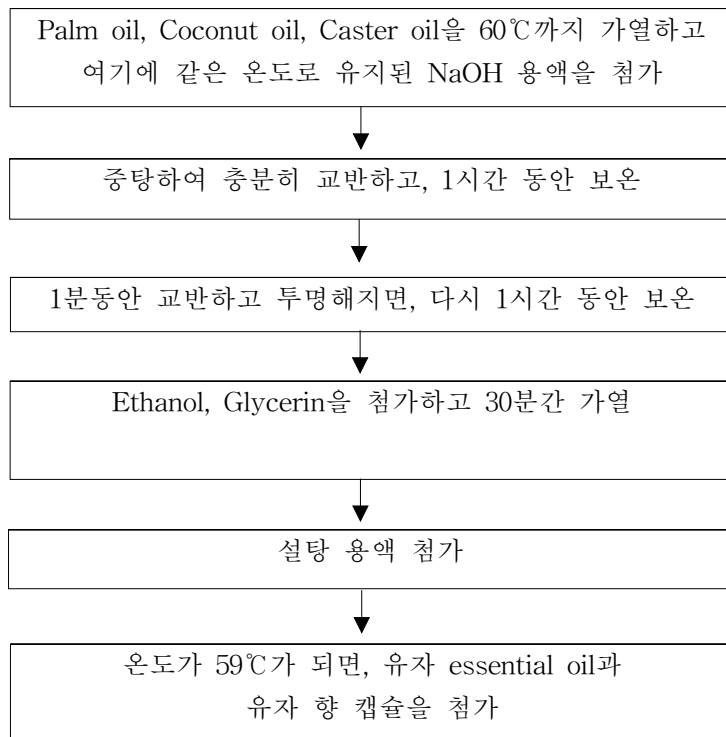 Palm oil, Coconut oil, Caster oil을 60℃까지 가열하고
여기에 같은 온도로 유지된 NaOH 용액을 첨가
중탕하여 충분히 교반하고, 1시간 동안 보온
1분동안 교반하고 투명해지면, 다시 1시간 동안 보온
Ethanol, Glycerin을 첨가하고 30분간 가열
설탕 용액 첨가
온도가 59℃가 되면, 유자 essential oil과
유자 향 캡슐을 첨가